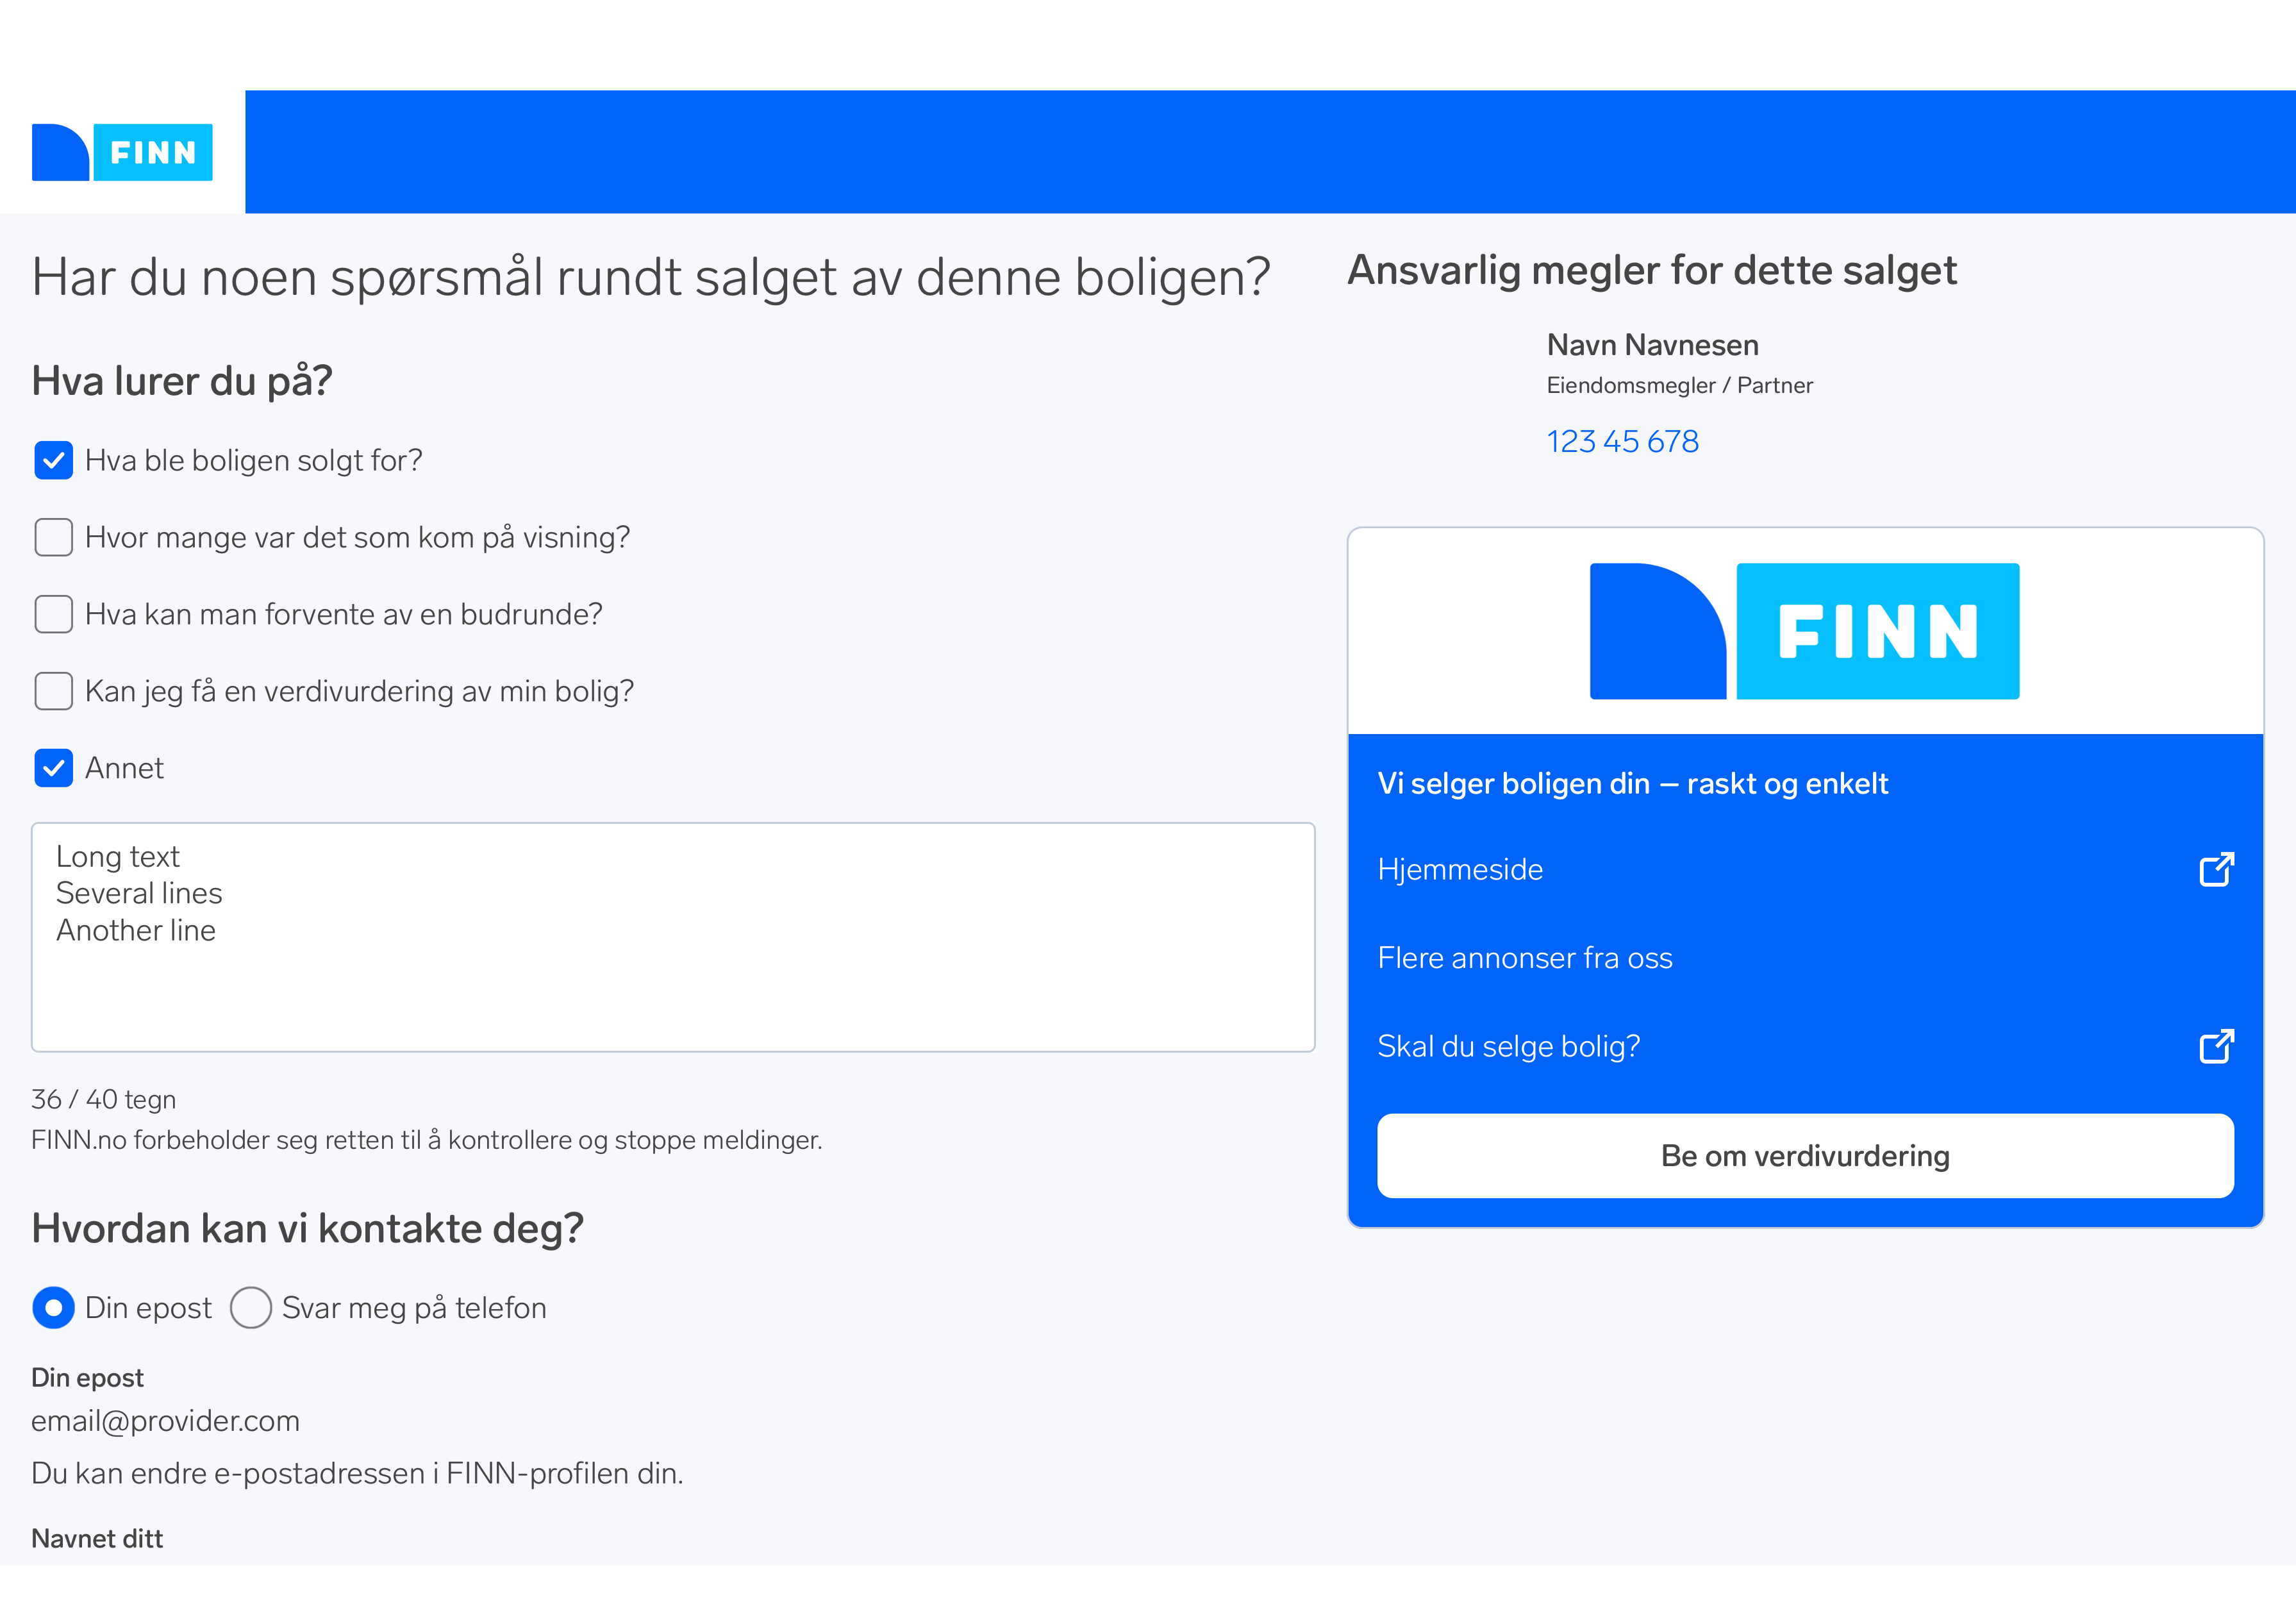 FINN
Har du noen spørsmål rundt salget av denne boligen?
Hva lurer du på?
Hva ble boligen solgt for?
Hvor mange var det som kom på visning?
Hva kan man forvente av en budrunde?
Kan jeg få en verdivurdering av min bolig?
Annet
Long text
Several lines
Another line
36 / 40 tegn
FINN.no forbeholder seg retten til å kontrollere og stoppe meldinger.
Hvordan kan vi kontakte deg?
Din epost
Svar meg på telefon
Din epost
email@provider.com
Du kan endre e-postadressen i FINN-profilen din.
Navnet ditt
Ansvarlig megler for dette salget
Navn Navnesen
Eiendomsmegler / Partner
123 45 678
FINN
Vi selger boligen din – raskt og enkelt
Hjemmeside
Flere annonser fra oss
Skal du selge bolig?
Be om verdivurdering